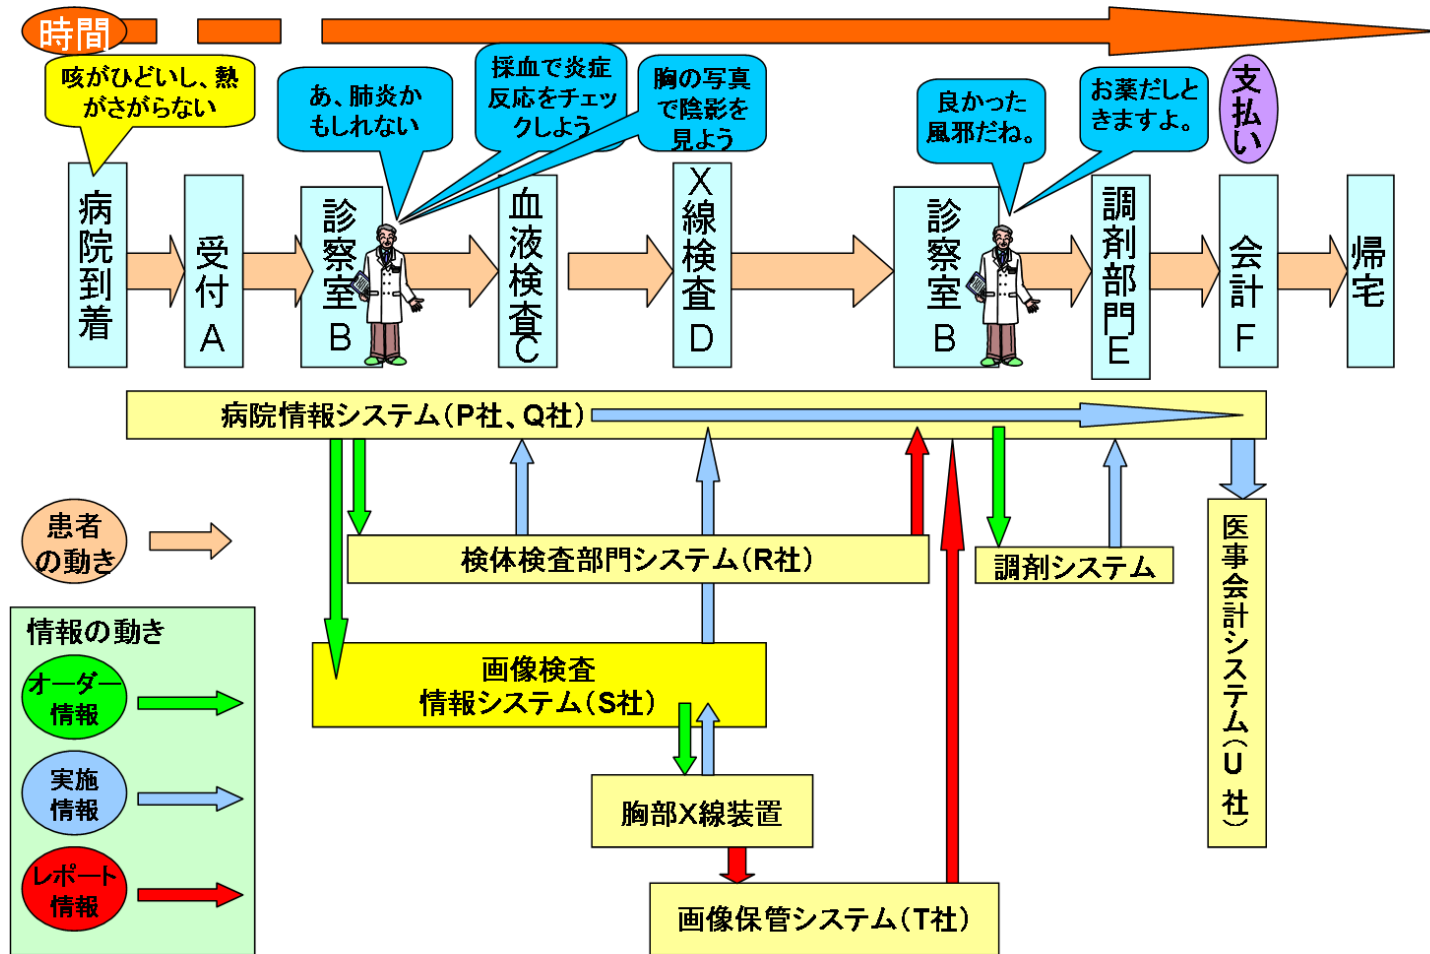 時間
咳がひどいし、熱
がさがらない
あ、肺炎か
もしれない
採血で炎症
反応をチェッ
クしよう
胸の写真
で陰影を
見よう
良かった
風邪だね。
お薬だしと
きますよ。
支払い
病院到着
受付A
診察室B
血液検査C
X線検査D
診察室B
調剤部門E
会計F
帰宅
病院情報システム(P社、Q社)
患者
の動き
検体検査部門システム(R社)
調剤システム
医事会計システム(U社)
情報の動き
オーダー
情報
実施
情報
レポート
情報
画像検査
情報システム(S社)
胸部X線装置
画像保管システム(T社)